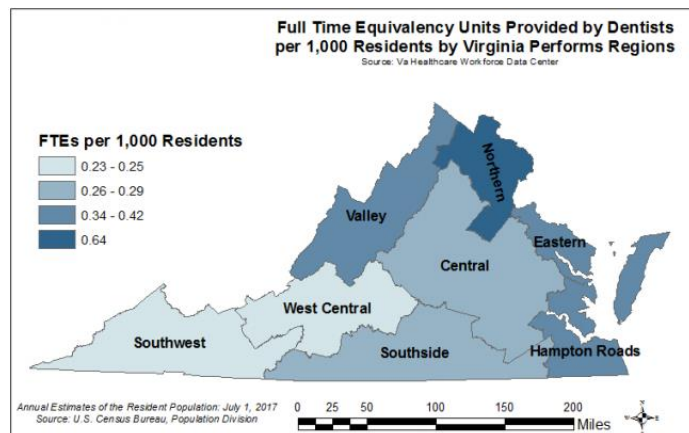 Full Time Equivalency Units Provided by Dentists
per 1,000 Residents by Virginia Performs Regions
Source: Va Healthcare Workforce Data Center
FTEs per 1,000 Residents
0.23 - 0.25
0.26 - 0.29
0.34 - 0.42
0.64
Northern
Valley
Eastern
Central
West Central
Southwest
Southside
Hampton Roads
Annual Estimates of the Resident Population: July 1, 2017
Source: U.S. Census Bureau, Population Division
0 25 50 100 150 200
Miles